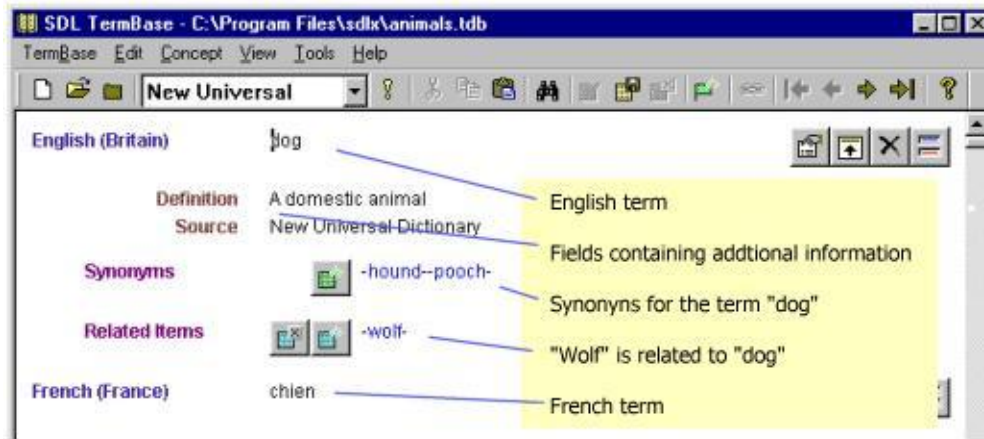 SDL TermBase - C:\Program Files\sdlx\animals.tdb
TermBase Edit Concept View Tools Help
New Universal
English (Britain) dog
Definition A domestic animal
Source New Universal Dictionary
Synonyms -hound--pooch-
Related Items -wolf-
French (France) chien
English term
Fields containing addtional information
Synonyns for the term "dog"
"Wolf" is related to "dog"
French term